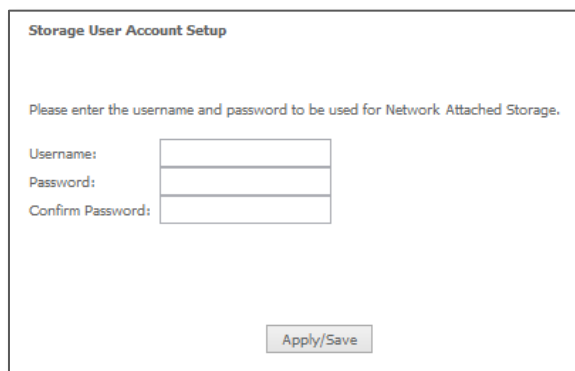 Storage User Account Setup
Please enter the username and password to be used for Network Attached Storage.
Username:
Password:
Confirm Password:
Apply/Save